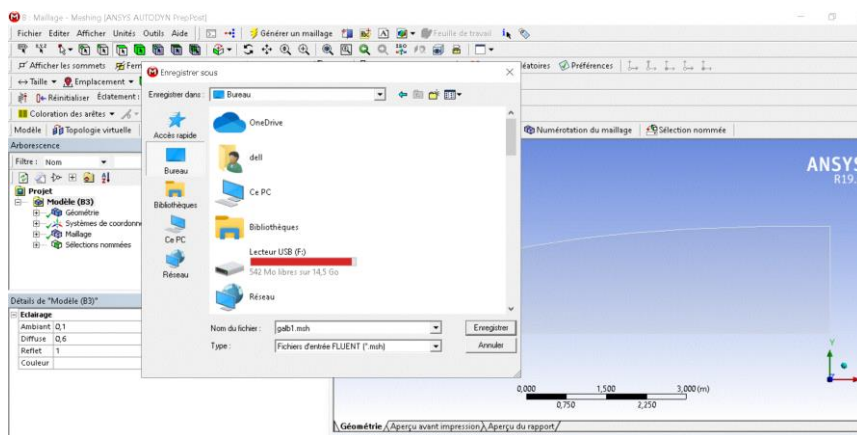 B : Maillage - Meshing [ANSYS AUTODYN PrepPost]
Fichier Editer Afficher Unités Outils Aide Générer un maillage Feuille de travail
Afficher les sommets
éatoires Préférences
Taille Emplacement
Réinitialiser Éclatement :
Coloration des arêtes
Modèle Topologie virtuelle
Numérotation du maillage Sélection nommée
Arborescence
Filtre : Nom
Projet
Modèle (B3)
Géométrie
Systèmes de coordonn
Maillage
Sélections nommées
Détails de "Modèle (B3)"
Eclairage
Ambiant 0,1
Diffuse 0,6
Reflet 1
Couleur
Enregistrer sous
Enregistrer dans : Bureau
Accès rapide
Bureau
Bibliothèques
Ce PC
Réseau
OneDrive
dell
Ce PC
Bibliothèques
Lecteur USB (F:)
542 Mo libres sur 14,5 Go
Réseau
Nom du fichier : galb1.msh Enregistrer
Type : Fichiers d'entrée FLUENT (*.msh) Annuler
ANSYS
R19.
Y
0,000 1,500 3,000 (m)
0,750 2,250
Géométrie Aperçu avant impression Aperçu du rapport